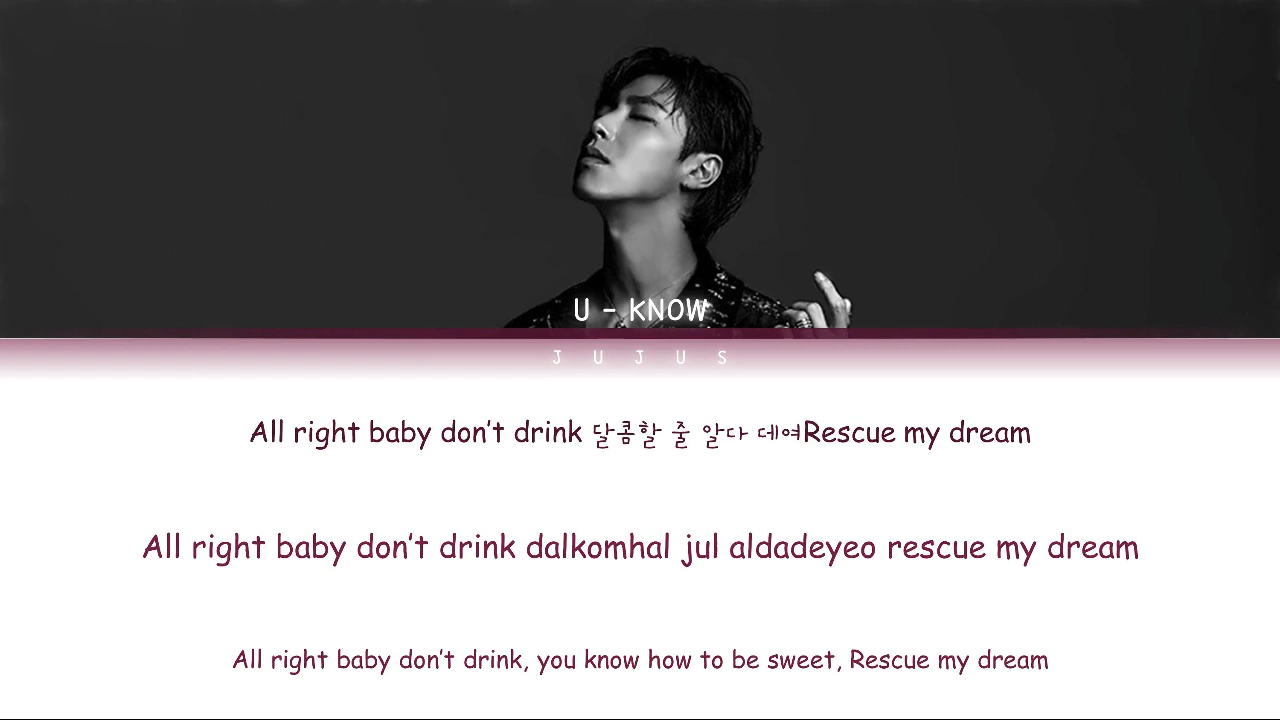 U - KNOW
J U J U S
All right baby don't drink 달콤할 줄 알다 데여Rescue my dream
All right baby don't drink dalkomhal jul aldadeyeo rescue my dream
All right baby don't drink, you know how to be sweet, Rescue my dream